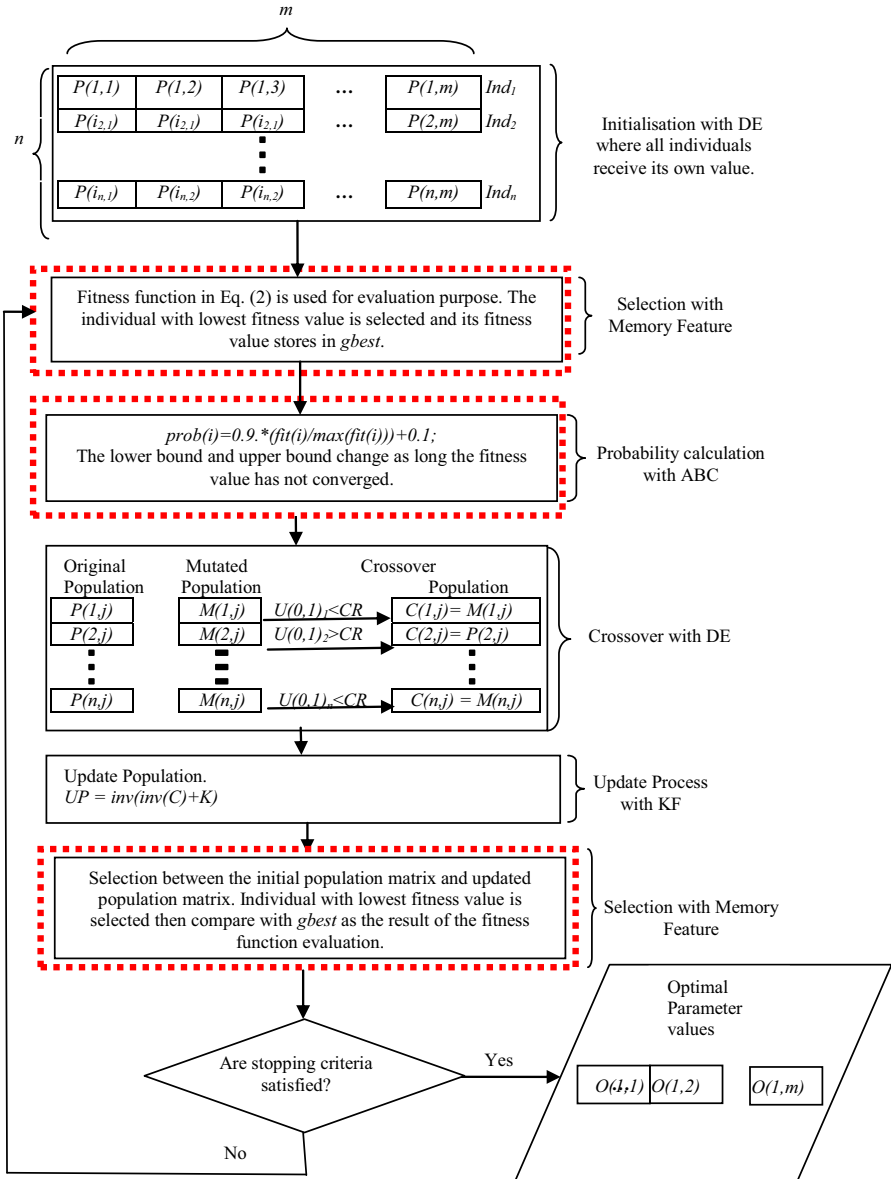 m
n
P(1,1) P(1,2) P(1,3) ... P(1,m) Ind1
P(i2,1) P(i2,1) P(i2,1) ... P(2,m) Ind2
P(in,1) P(in,2) P(in,2) ... P(n,m) Indn
Initialisation with DE
where all individuals
receive its own value.
Fitness function in Eq. (2) is used for evaluation purpose. The
individual with lowest fitness value is selected and its fitness
value stores in gbest.
Selection with
Memory Feature
prob(i)=0.9.*(fit(i)/max(fit(i)))+0.1;
The lower bound and upper bound change as long the fitness
value has not converged.
Probability calculation
with ABC
Original Mutated Crossover
Population Population Population
P(1,j) M(1,j) U(0,1)1<CR C(1,j)= M(1,j)
P(2,j) M(2,j) U(0,1)2>CR C(2,j)= P(2,j)
P(n,j) M(n,j) U(0,1)n<CR C(n,j) = M(n,j)
Crossover with DE
Update Population.
UP = inv(inv(C)+K)
Update Process
with KF
Selection between the initial population matrix and updated
population matrix. Individual with lowest fitness value is
selected then compare with gbest as the result of the fitness
function evaluation.
Selection with Memory
Feature
Are stopping criteria
satisfied?
Yes
No
Optimal
Parameter
values
O(1,1) O(1,2) ... O(1,m)